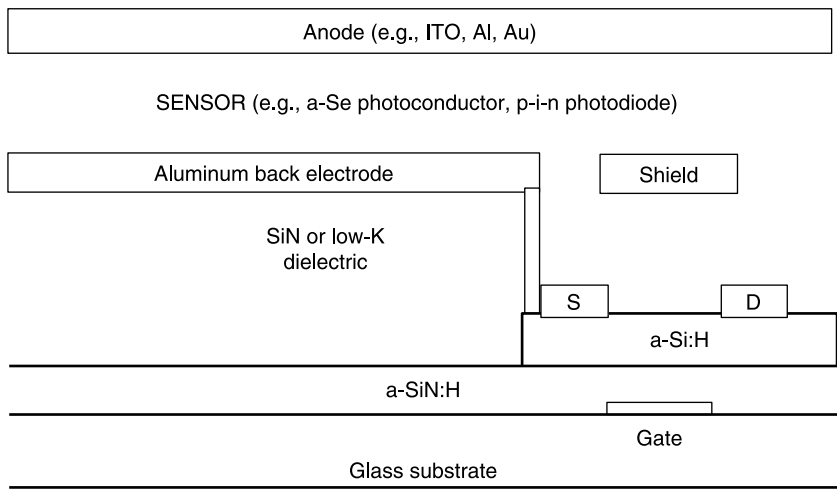 Anode (e.g., ITO, Al, Au)
SENSOR (e.g., a-Se photoconductor, p-i-n photodiode)
Aluminum back electrode
Shield
SiN or low-K
dielectric
S
D
a-Si:H
a-SiN:H
Gate
Glass substrate